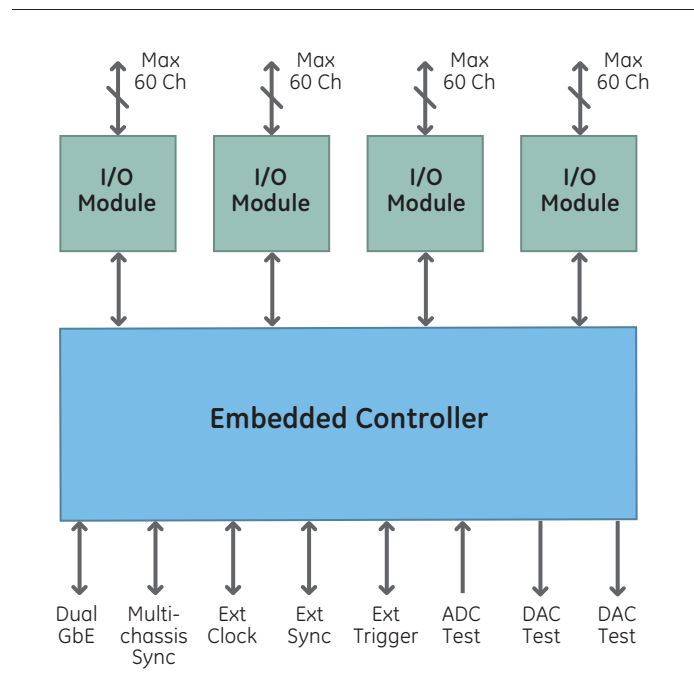 Max
60 Ch
Max
60 Ch
Max
60 Ch
Max
60 Ch
I/O
Module
I/O
Module
I/O
Module
I/O
Module
Embedded Controller
Dual
GbE
Multi-
chassis
Sync
Ext
Clock
Ext
Sync
Ext
Trigger
ADC
Test
DAC
Test
DAC
Test